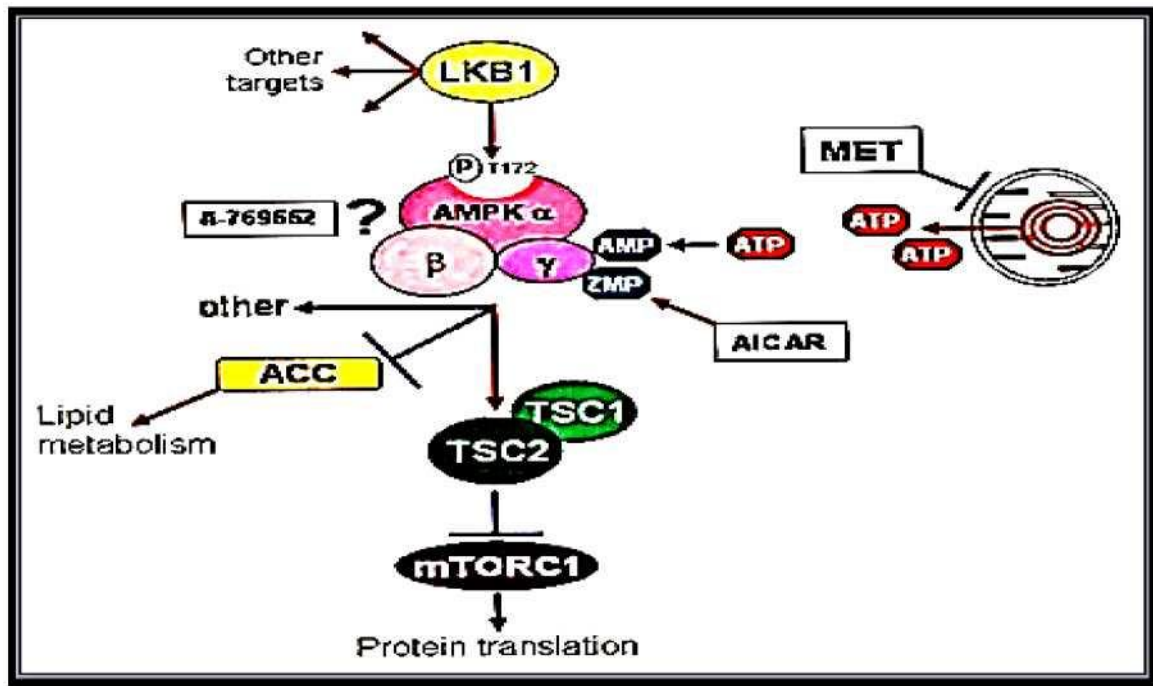 Other
targets
LKB1
P T172
MET
A-769662 ?
AMPK α
β
γ
AMP
ATP
ATP
ATP
ZMP
other
AICAR
ACC
TSC1
TSC2
Lipid
metabolism
mTORC1
Protein translation